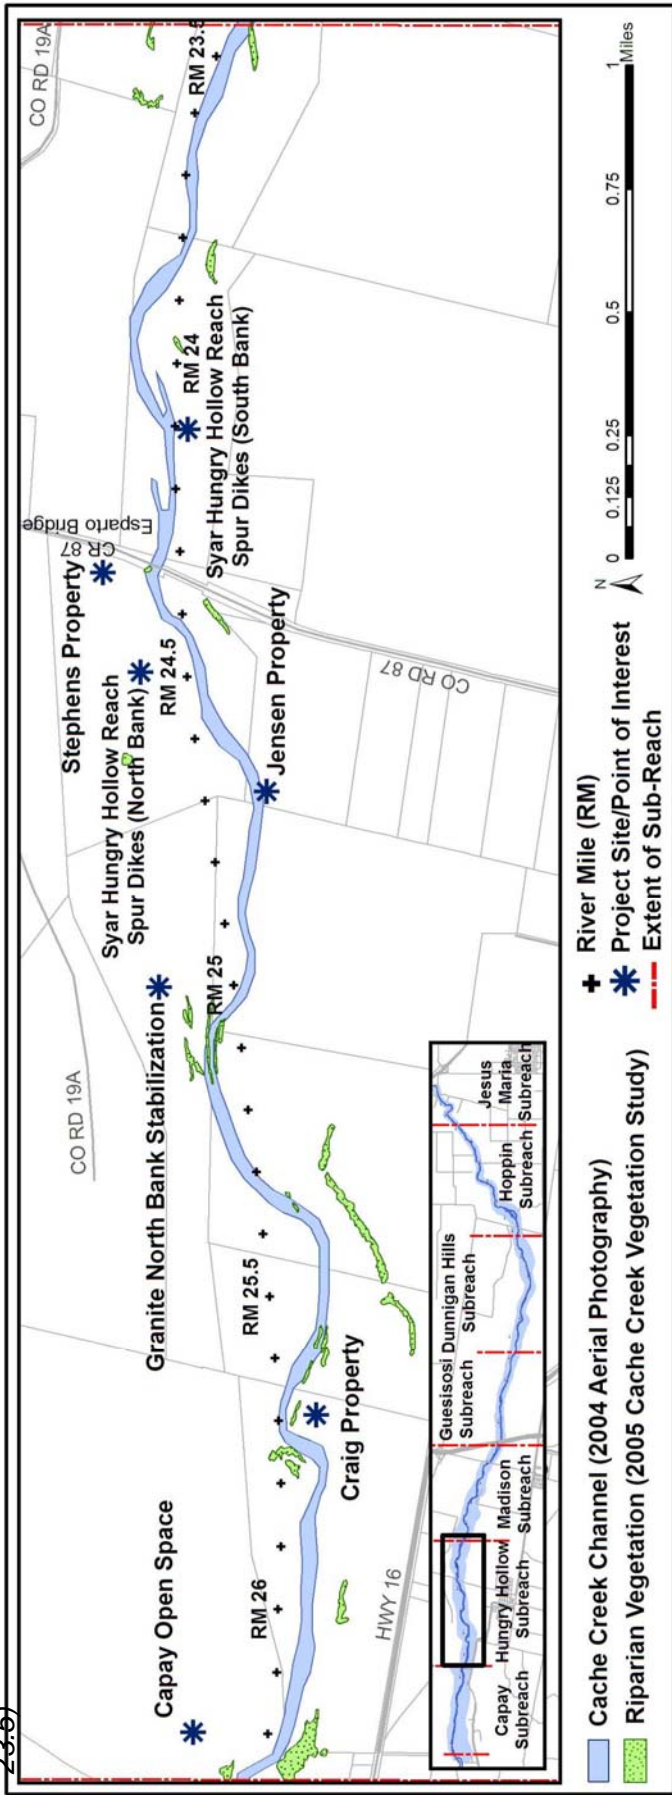 23.5)
Capay Open Space
Granite North Bank Stabilization
Syar Hungry Hollow Reach
Spur Dikes (North Bank)
Stephens Property
CO RD 19A
CO RD 19A
CR 87
Esparto Bridge
RM 26
RM 25.5
RM 25
RM 24.5
RM 24
RM 23.5
Craig Property
Jensen Property
Syar Hungry Hollow Reach
Spur Dikes (South Bank)
HWY 16
CO RD 87
Capay
Subreach
Hungry Hollow
Subreach
Madison
Subreach
Guesisosi
Subreach
Dunnigan Hills
Subreach
Hoppin
Subreach
Jesus
Maria
Subreach
Cache Creek Channel (2004 Aerial Photography)
Riparian Vegetation (2005 Cache Creek Vegetation Study)
River Mile (RM)
Project Site/Point of Interest
Extent of Sub-Reach
N
0 0.125 0.25 0.5 0.75 1
Miles